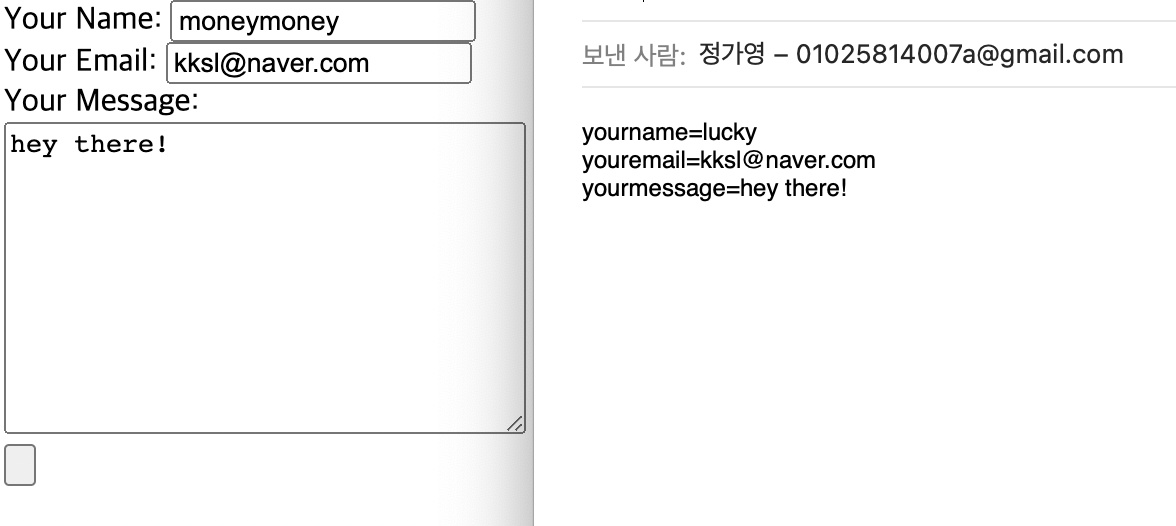 Your Name: moneymoney
Your Email: kksl@naver.com
Your Message:
hey there!
보낸 사람: 정가영 – 01025814007a@gmail.com
yourname=lucky
youremail=kksl@naver.com
yourmessage=hey there!